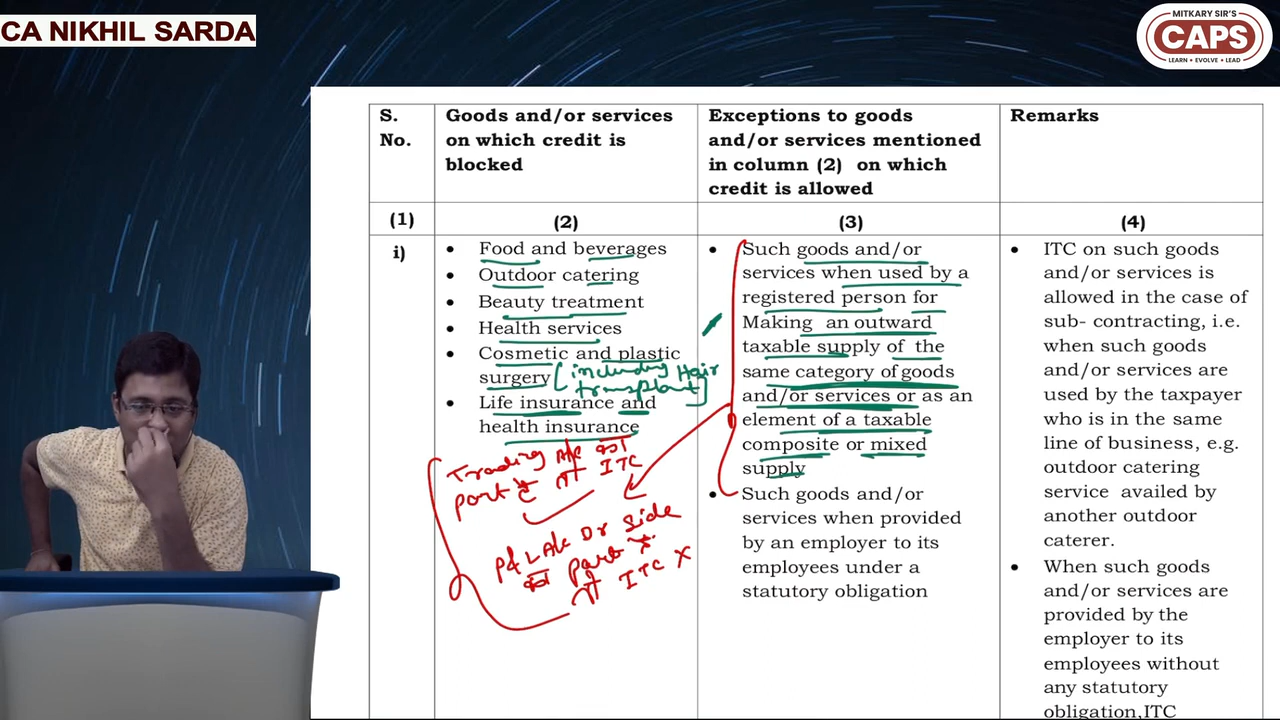 CA NIKHIL SARDA
MITKARY SIR'S
CAPS
LEARN • EVOLVE • LEAD
S. No.
Goods and/or services
on which credit is
blocked
Exceptions to goods
and/or services mentioned
in column (2) on which
credit is allowed
Remarks
(1)
(2)
(3)
(4)
i)
• Food and beverages
• Outdoor catering
• Beauty treatment
• Health services
• Cosmetic and plastic
surgery
(including Hair
transplant)
• Life insurance and
health insurance
Trading A/c का
part है तो ITC
P&L A/c Dr Side
का part
तो ITC X
• Such goods and/or
services when used by a
registered person for
Making an outward
taxable supply of the
same category of goods
and/or services or as an
element of a taxable
composite or mixed
supply
• Such goods and/or
services when provided
by an employer to its
employees under a
statutory obligation
• ITC on such goods
and/or services is
allowed in the case of
sub- contracting, i.e.
when such goods
and/or services are
used by the taxpayer
who is in the same
line of business, e.g.
outdoor catering
service availed by
another outdoor
caterer.
• When such goods
and/or services are
provided by the
employer to its
employees without
any statutory
obligation,ITC